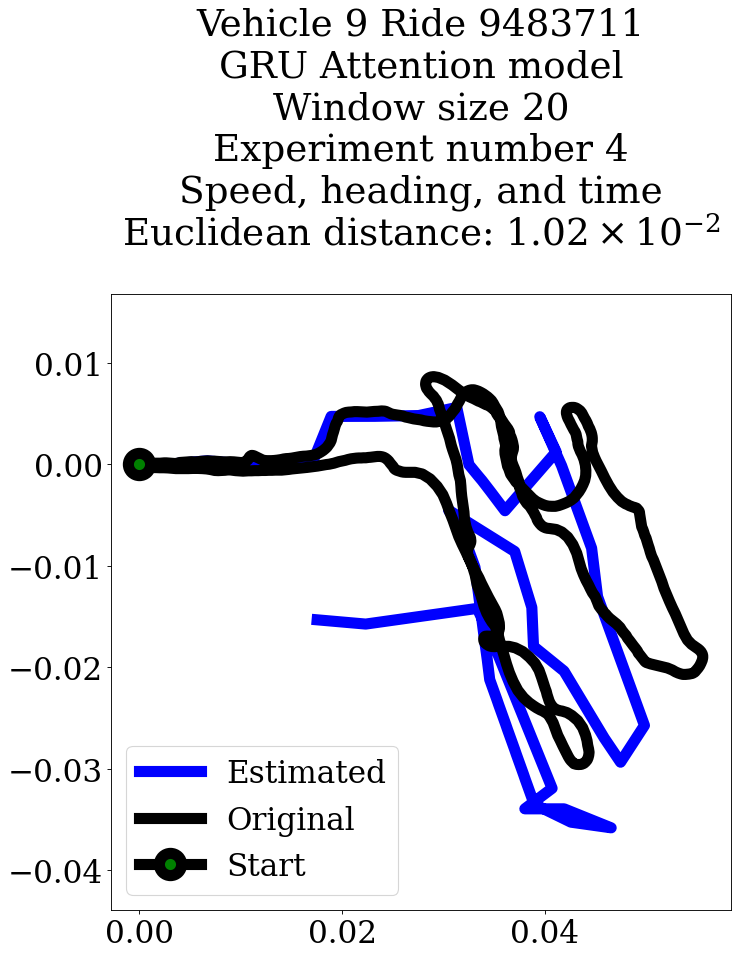 Vehicle 9 Ride 9483711
GRU Attention model
Window size 20
Experiment number 4
Speed, heading, and time
Euclidean distance: 1.02 × 10⁻²
0.01
0.00
−0.01
−0.02
−0.03
−0.04
Estimated
Original
Start
0.00 0.02 0.04